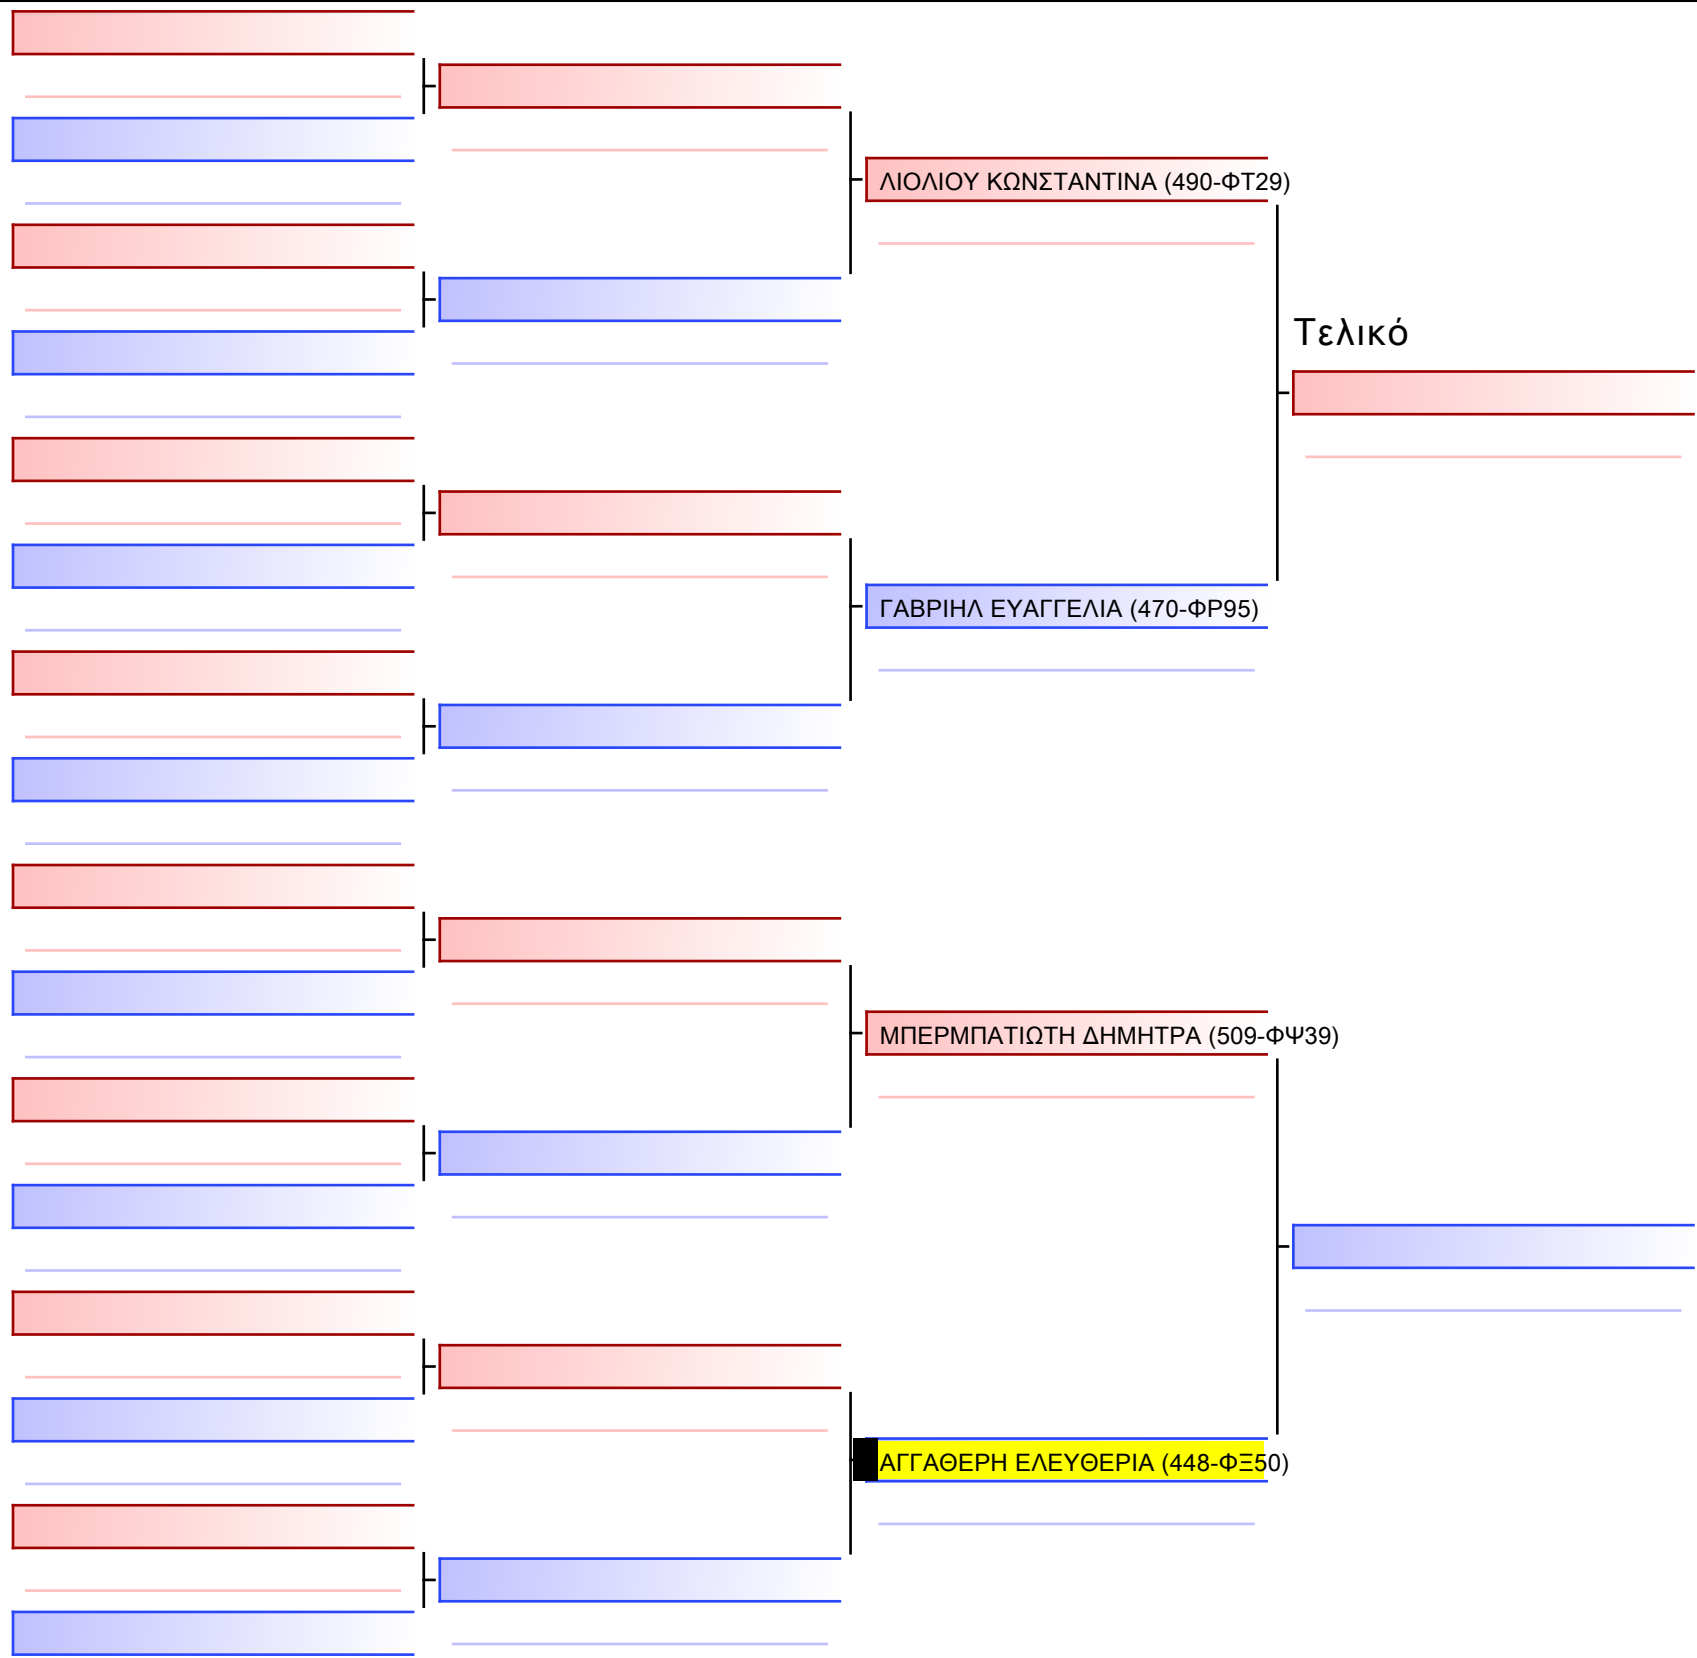 ΛΙΟΛΙΟΥ ΚΩΝΣΤΑΝΤΙΝΑ (490-ΦΤ29)
Τελικό
ΓΑΒΡΙΗΛ ΕΥΑΓΓΕΛΙΑ (470-ΦΡ95)
ΜΠΕΡΜΠΑΤΙΩΤΗ ΔΗΜΗΤΡΑ (509-ΦΨ39)
ΑΓΓΑΘΕΡΗ ΕΛΕΥΘΕΡΙΑ (448-ΦΞ50)